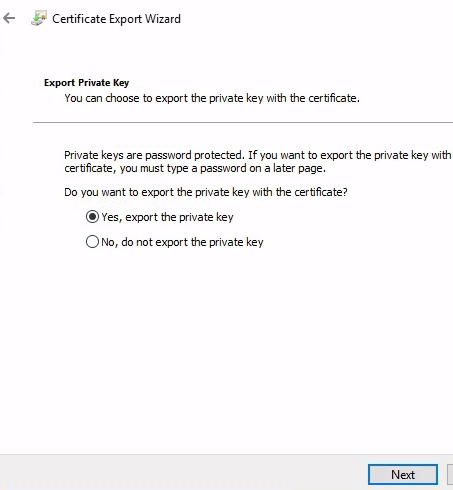 Certificate Export Wizard
Export Private Key
You can choose to export the private key with the certificate.
Private keys are password protected. If you want to export the private key with
certificate, you must type a password on a later page.
Do you want to export the private key with the certificate?
Yes, export the private key
No, do not export the private key
Next